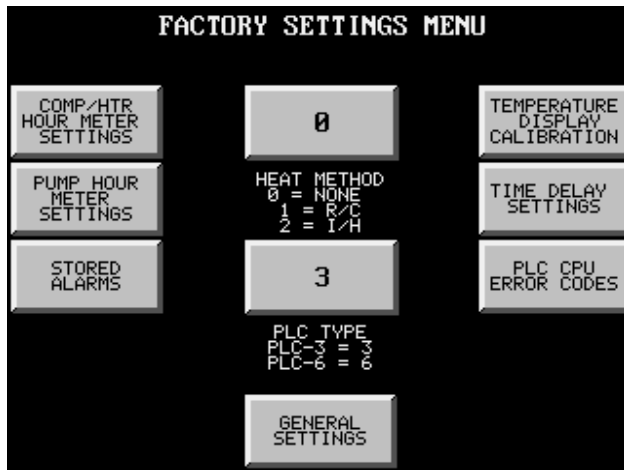 FACTORY SETTINGS MENU
COMP/HTR
HOUR METER
SETTINGS
0
TEMPERATURE
DISPLAY
CALIBRATION
PUMP HOUR
METER
SETTINGS
HEAT METHOD
0 = NONE
1 = R/C
2 = I/H
TIME DELAY
SETTINGS
STORED
ALARMS
3
PLC CPU
ERROR CODES
PLC TYPE
PLC-3 = 3
PLC-6 = 6
GENERAL
SETTINGS